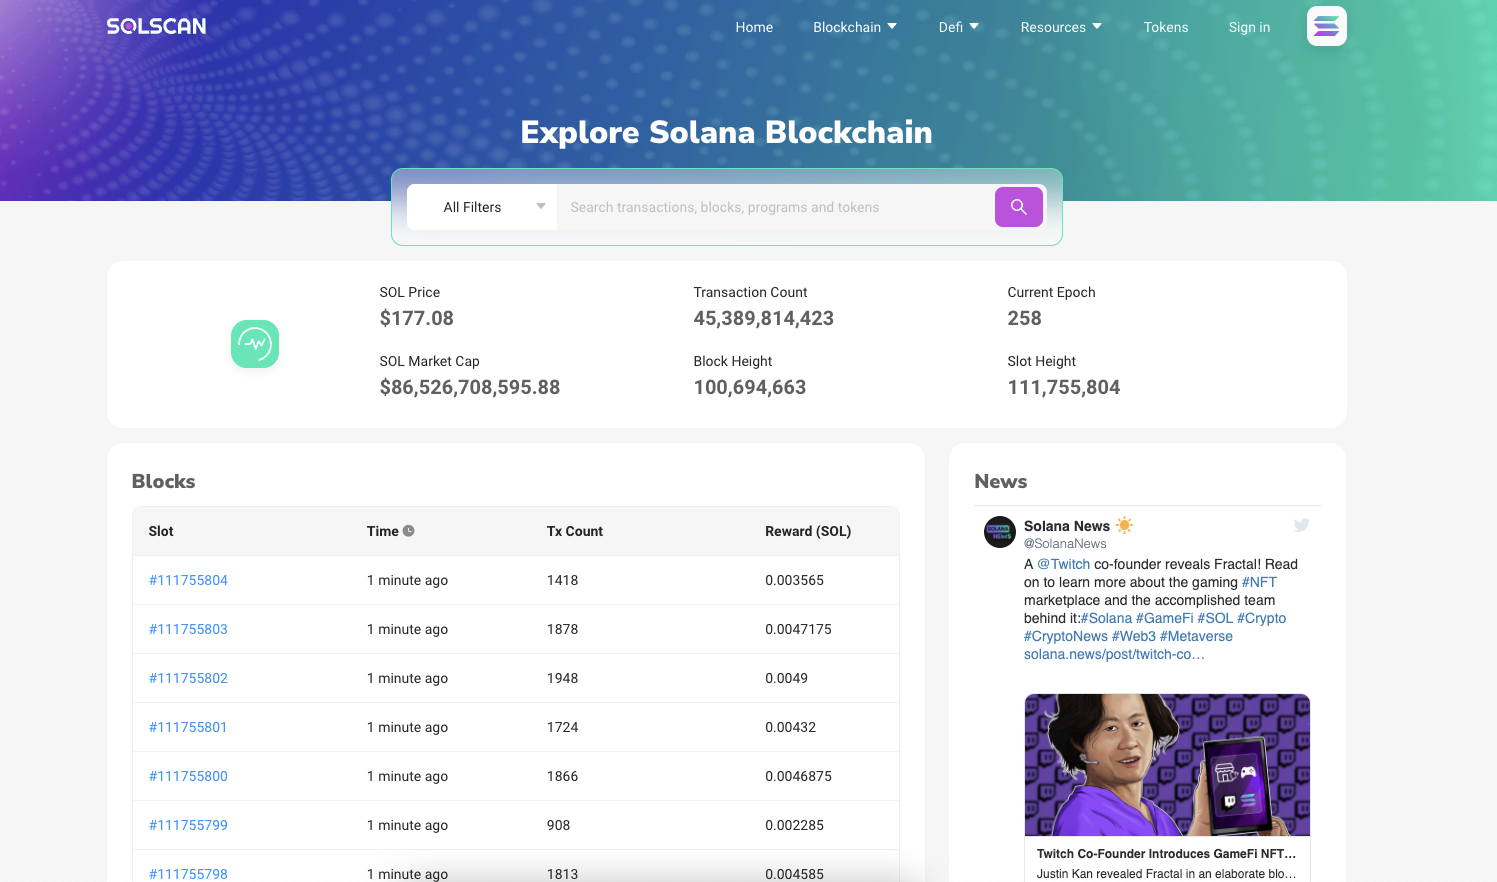 SOLSCAN
Home Blockchain Defi Resources Tokens Sign in
Explore Solana Blockchain
All Filters Search transactions, blocks, programs and tokens
SOL Price Transaction Count Current Epoch
$177.08 45,389,814,423 258
SOL Market Cap Block Height Slot Height
$86,526,708,595.88 100,694,663 111,755,804
Blocks
Slot Time Tx Count Reward (SOL)
#111755804 1 minute ago 1418 0.003565
#111755803 1 minute ago 1878 0.0047175
#111755802 1 minute ago 1948 0.0049
#111755801 1 minute ago 1724 0.00432
#111755800 1 minute ago 1866 0.0046875
#111755799 1 minute ago 908 0.002285
#111755798 1 minute ago 1813 0.004585
News
SOLANA
NEWS
Solana News
@SolanaNews
A @Twitch co-founder reveals Fractal! Read
on to learn more about the gaming #NFT
marketplace and the accomplished team
behind it:#Solana #GameFi #SOL #Crypto
#CryptoNews #Web3 #Metaverse
solana.news/post/twitch-co…
Twitch Co-Founder Introduces GameFi NFT...
Justin Kan revealed Fractal in an elaborate blo...